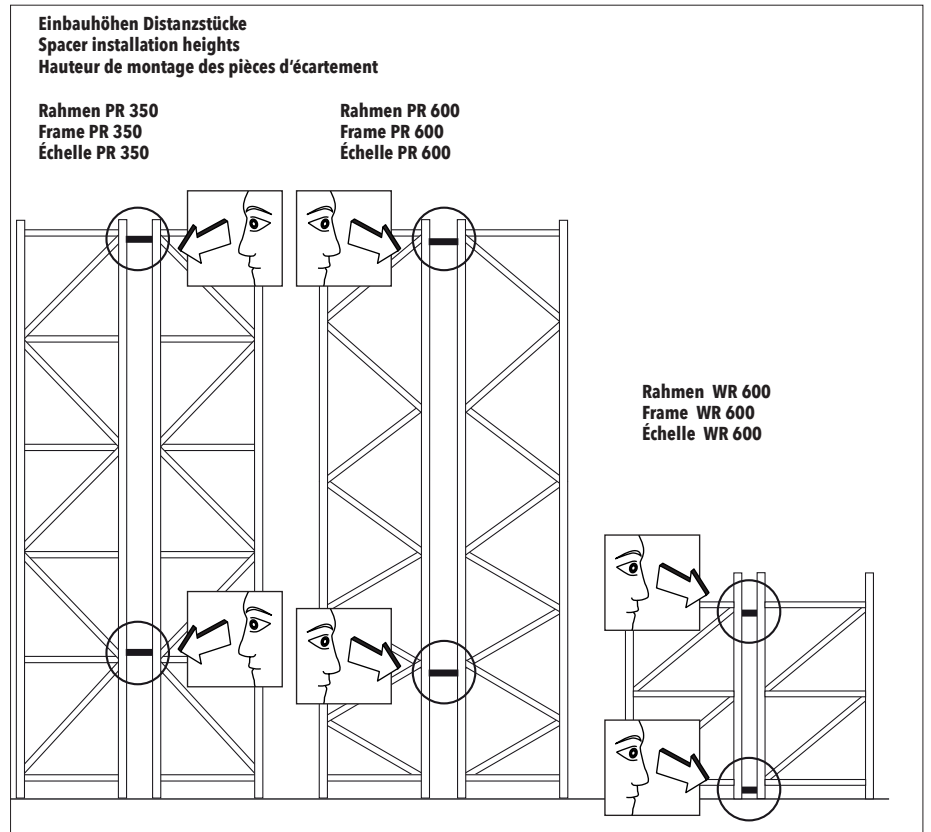 Einbauhöhen Distanzstücke
Spacer installation heights
Hauteur de montage des pièces d‘écartement
Rahmen PR 350
Frame PR 350
Échelle PR 350
Rahmen PR 600
Frame PR 600
Échelle PR 600
Rahmen WR 600
Frame WR 600
Échelle WR 600